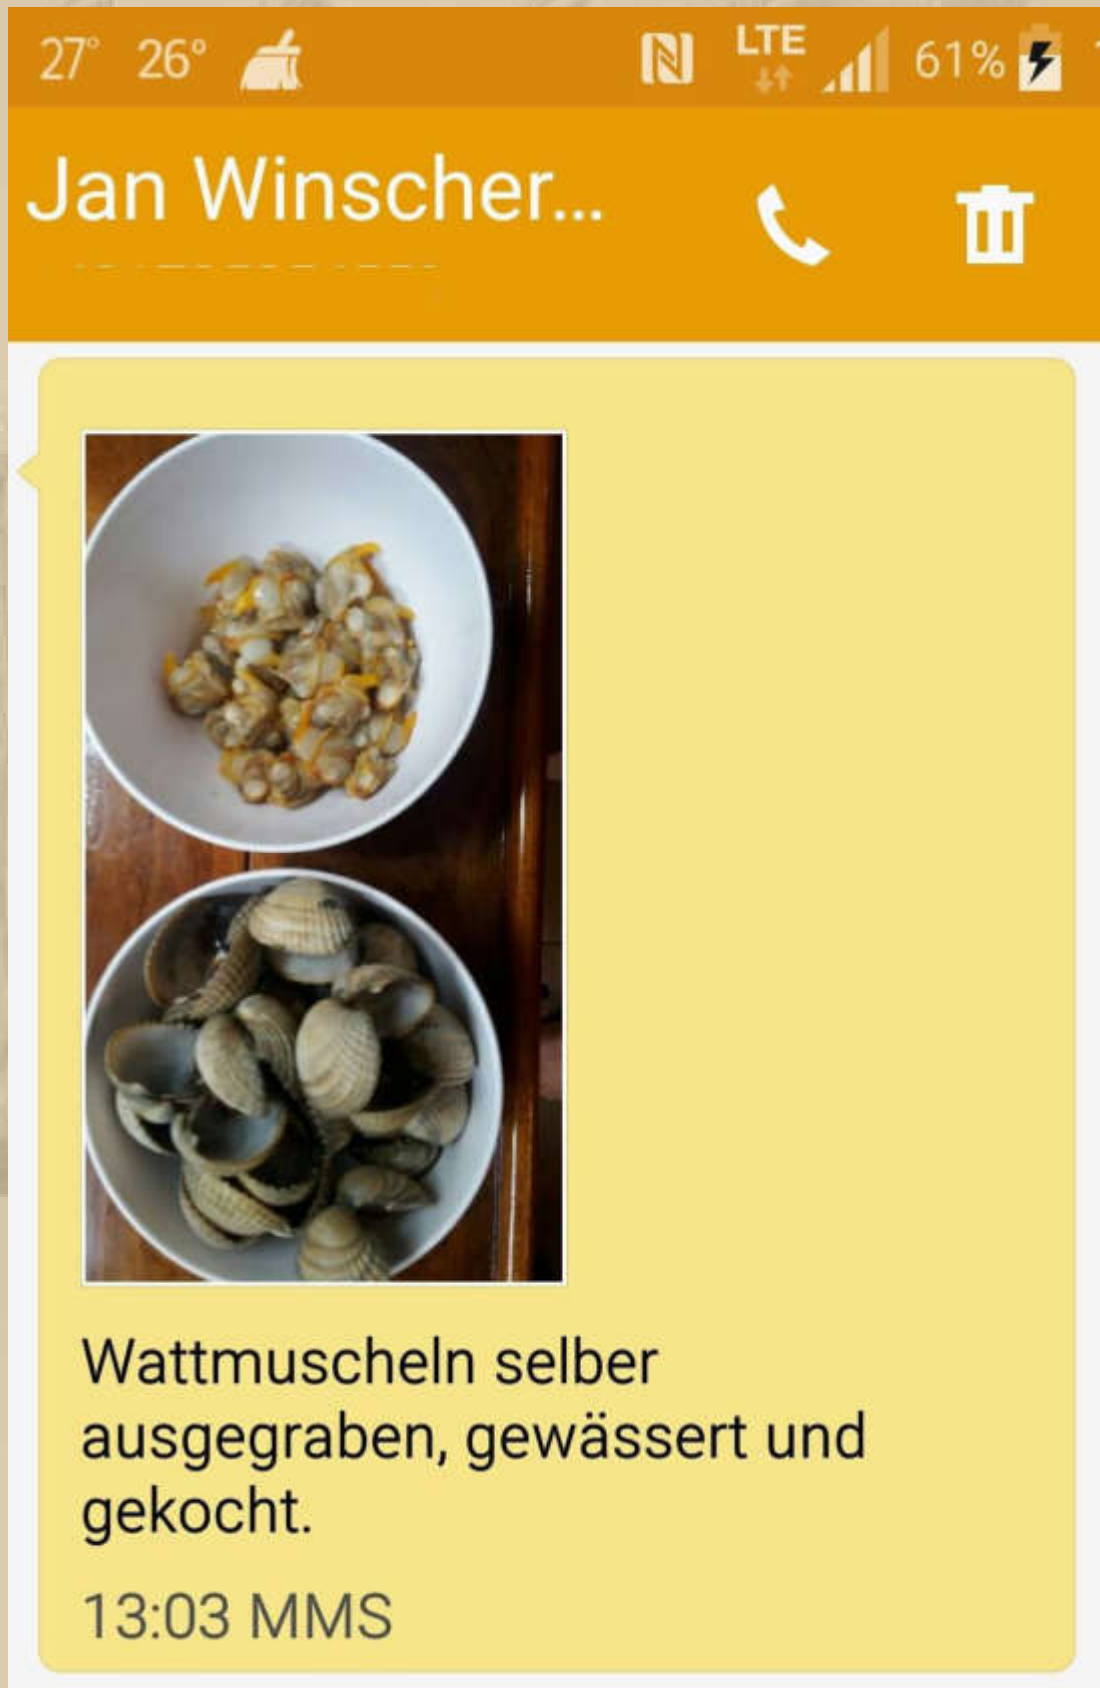 27° 26° LTE 61%
Jan Winscher...
Wattmuscheln selber
ausgegraben, gewässert und
gekocht.
13:03 MMS